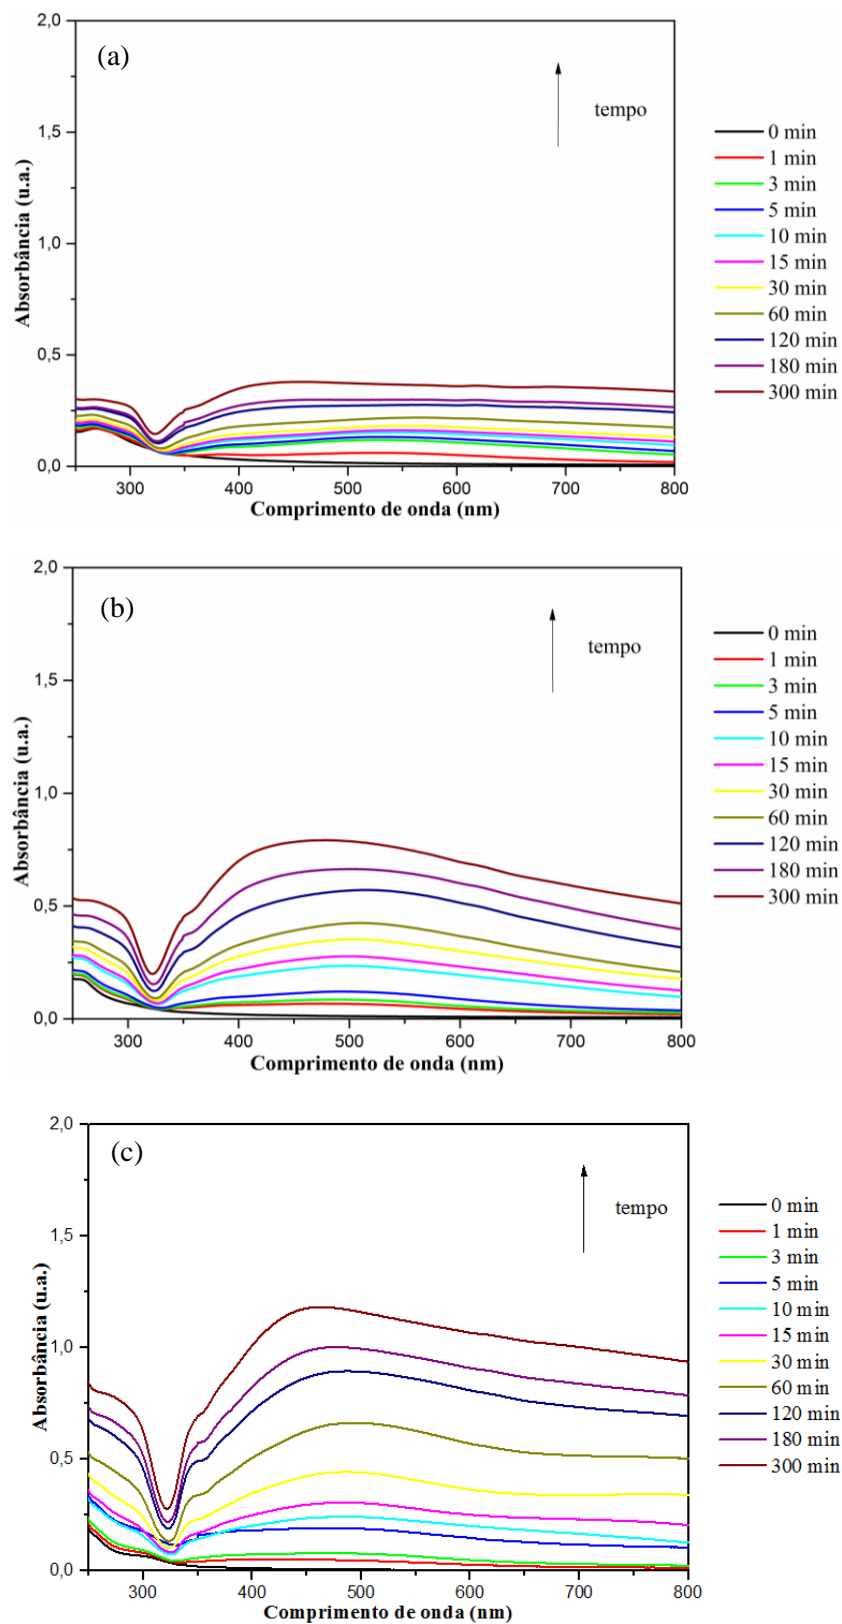 (a)
2,0
1,5
1,0
0,5
0,0
Absorbância (u.a.)
300 400 500 600 700 800
Comprimento de onda (nm)
tempo
0 min
1 min
3 min
5 min
10 min
15 min
30 min
60 min
120 min
180 min
300 min
(b)
2,0
1,5
1,0
0,5
0,0
Absorbância (u.a.)
300 400 500 600 700 800
Comprimento de onda (nm)
tempo
0 min
1 min
3 min
5 min
10 min
15 min
30 min
60 min
120 min
180 min
300 min
(c)
2,0
1,5
1,0
0,5
0,0
Absorbância (u.a.)
300 400 500 600 700 800
Comprimento de onda (nm)
tempo
0 min
1 min
3 min
5 min
10 min
15 min
30 min
60 min
120 min
180 min
300 min